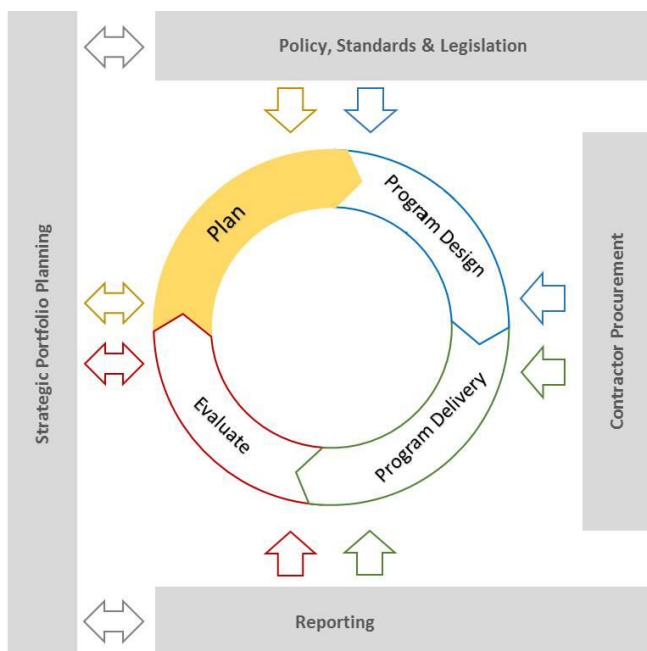 Policy, Standards & Legislation
Strategic Portfolio Planning
Plan
Program Design
Contractor Procurement
Evaluate
Program Delivery
Reporting